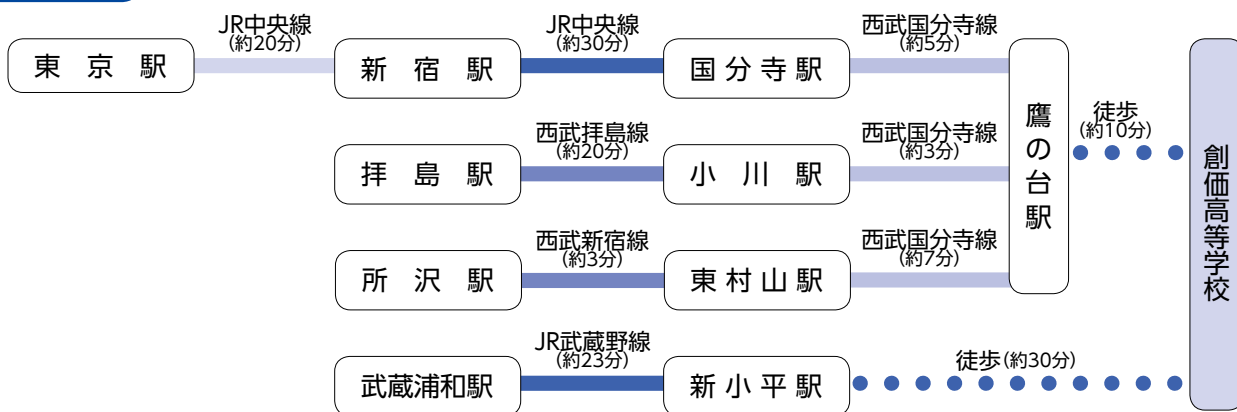 JR中央線
(約20分)
JR中央線
(約30分)
西武国分寺線
(約5分)
東京駅
新宿駅
国分寺駅
鷹の台駅
徒歩
(約10分)
創価高等学校
西武拝島線
(約20分)
西武国分寺線
(約3分)
拝島駅
小川駅
西武新宿線
(約3分)
西武国分寺線
(約7分)
所沢駅
東村山駅
JR武蔵野線
(約23分)
武蔵浦和駅
新小平駅
徒歩(約30分)